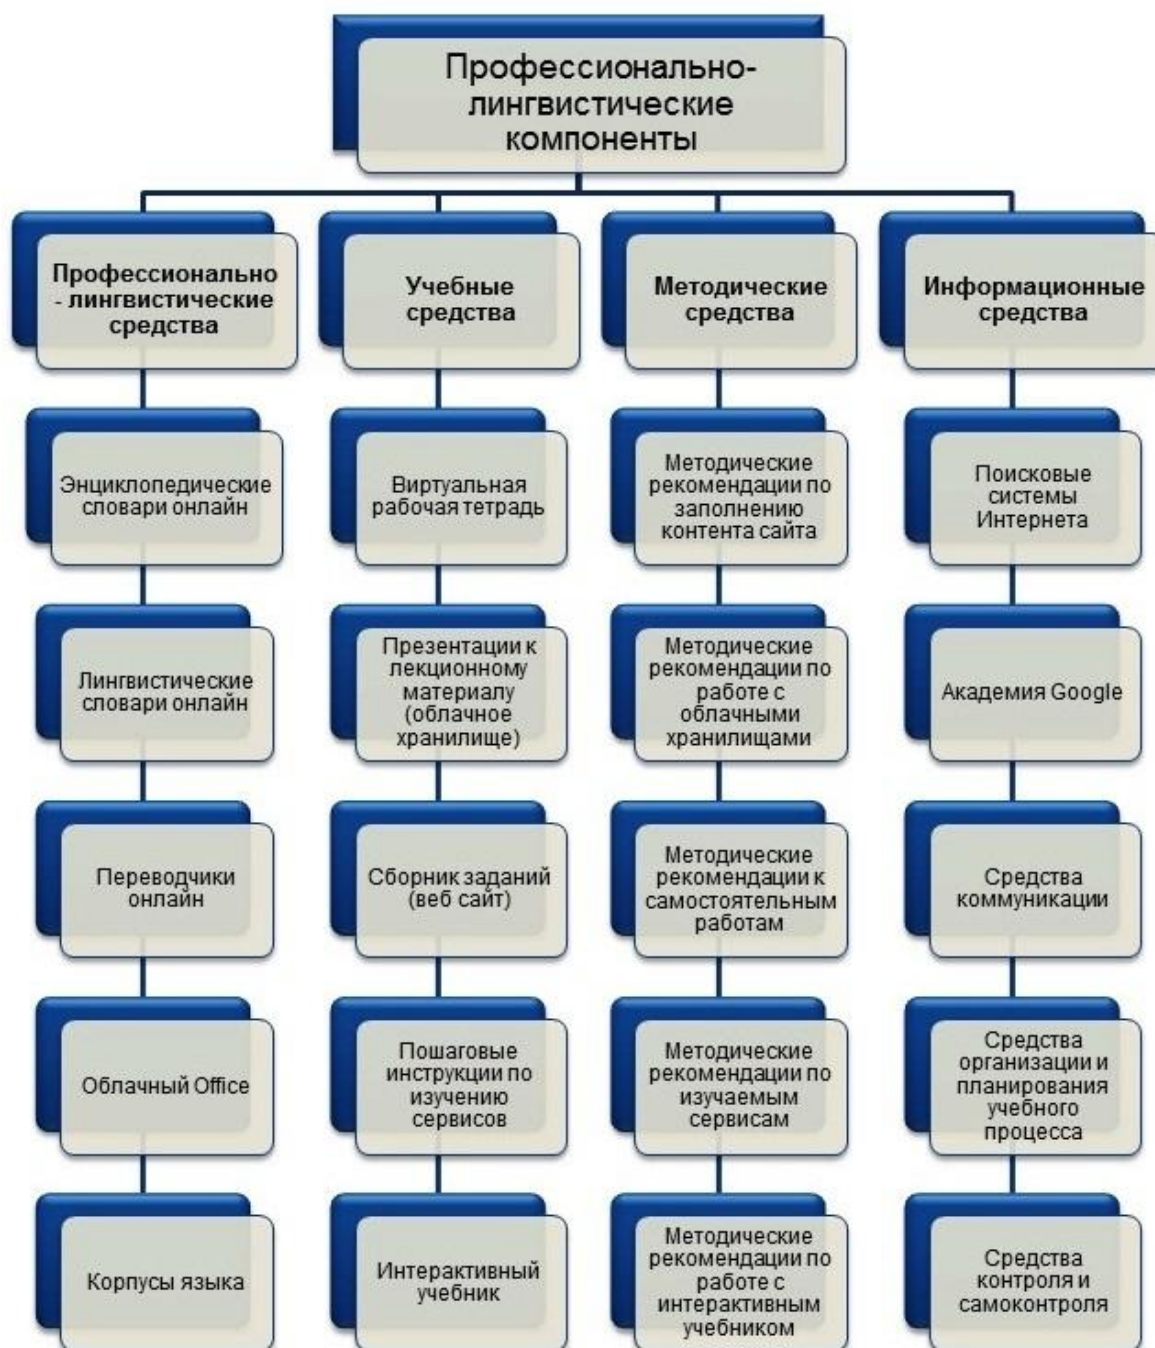 Профессионально-
лингвистические
компоненты
Профессионально
- лингвистические
средства
Учебные
средства
Методические
средства
Информационные
средства
Энциклопедические
словари онлайн
Виртуальная
рабочая тетрадь
Методические
рекомендации по
заполнению
контента сайта
Поисковые
системы
Интернета
Лингвистические
словари онлайн
Презентации к
лекционному
материалу
(облачное
хранилище)
Методические
рекомендации по
работе с
облачными
хранилищами
Академия Google
Переводчики
онлайн
Сборник заданий
(веб сайт)
Методические
рекомендации к
самостоятельным
работам
Средства
коммуникации
Облачный Office
Пошаговые
инструкции по
изучению
сервисов
Методические
рекомендации по
изучаемым
сервисам
Средства
организации и
планирования
учебного
процесса
Корпусы языка
Интерактивный
учебник
Методические
рекомендации по
работе с
интерактивным
учебником
Средства
контроля и
самоконтроля